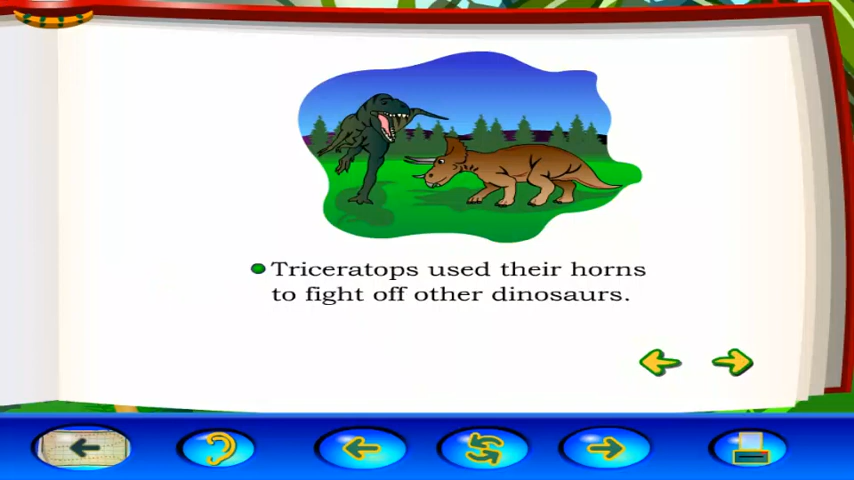 Triceratops used their horns
to fight off other dinosaurs.